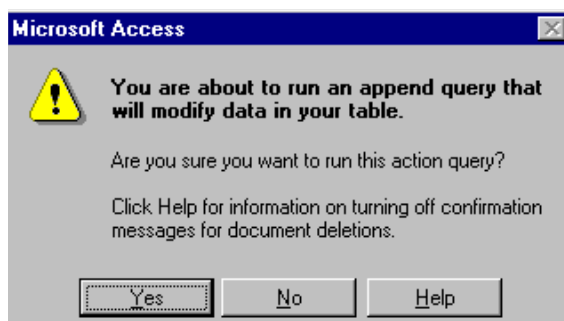 Microsoft Access
You are about to run an append query that
will modify data in your table.
Are you sure you want to run this action query?
Click Help for information on turning off confirmation
messages for document deletions.
Yes No Help